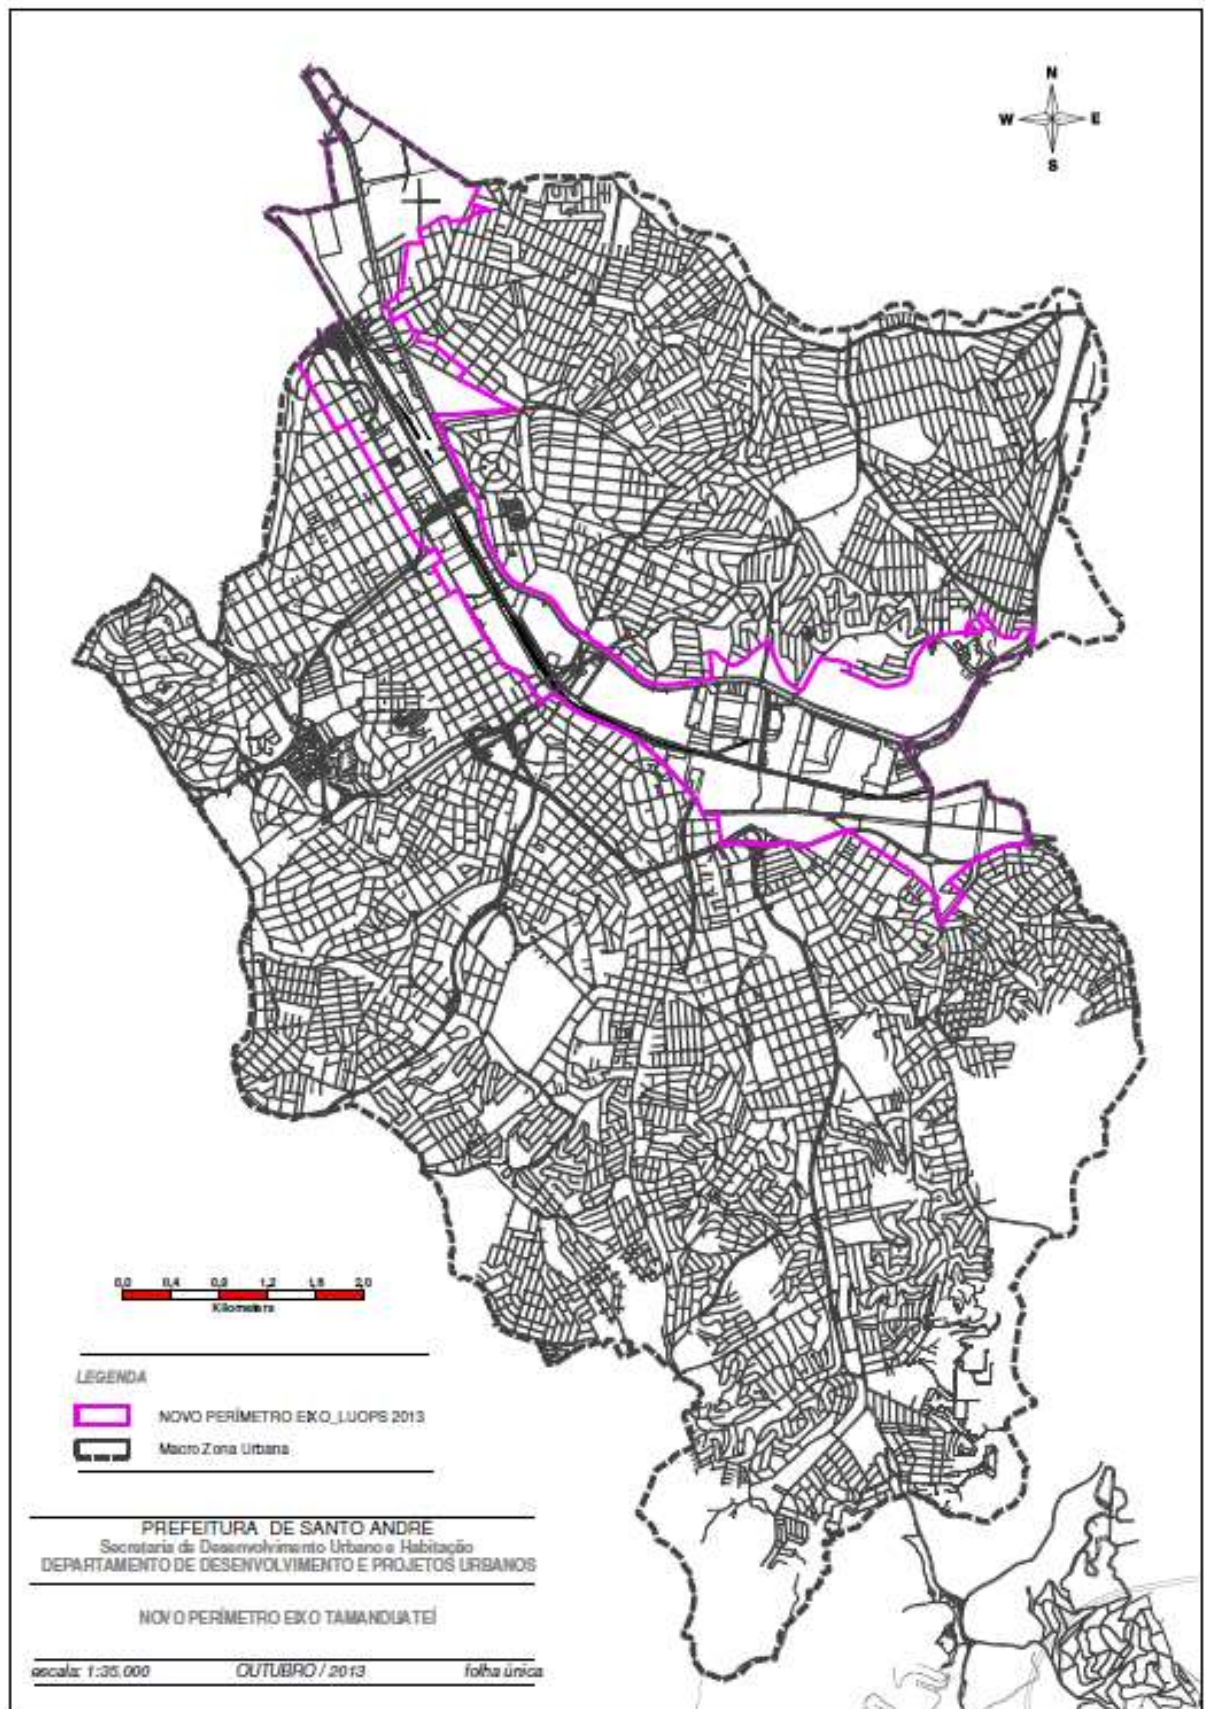 N
W E
S
0,0 0,4 0,8 1,2 1,6 2,0
Kilometers
LEGENDA
NOVO PERÍMETRO EIXO_LUOPS 2013
Macro Zona Urbana
PREFEITURA DE SANTO ANDRÉ
Secretaria de Desenvolvimento Urbano e Habitação
DEPARTAMENTO DE DESENVOLVIMENTO E PROJETOS URBANOS
NOVO PERÍMETRO EIXO TAMANDUATEÍ
escala: 1:35.000 OUTUBRO / 2013 folha única